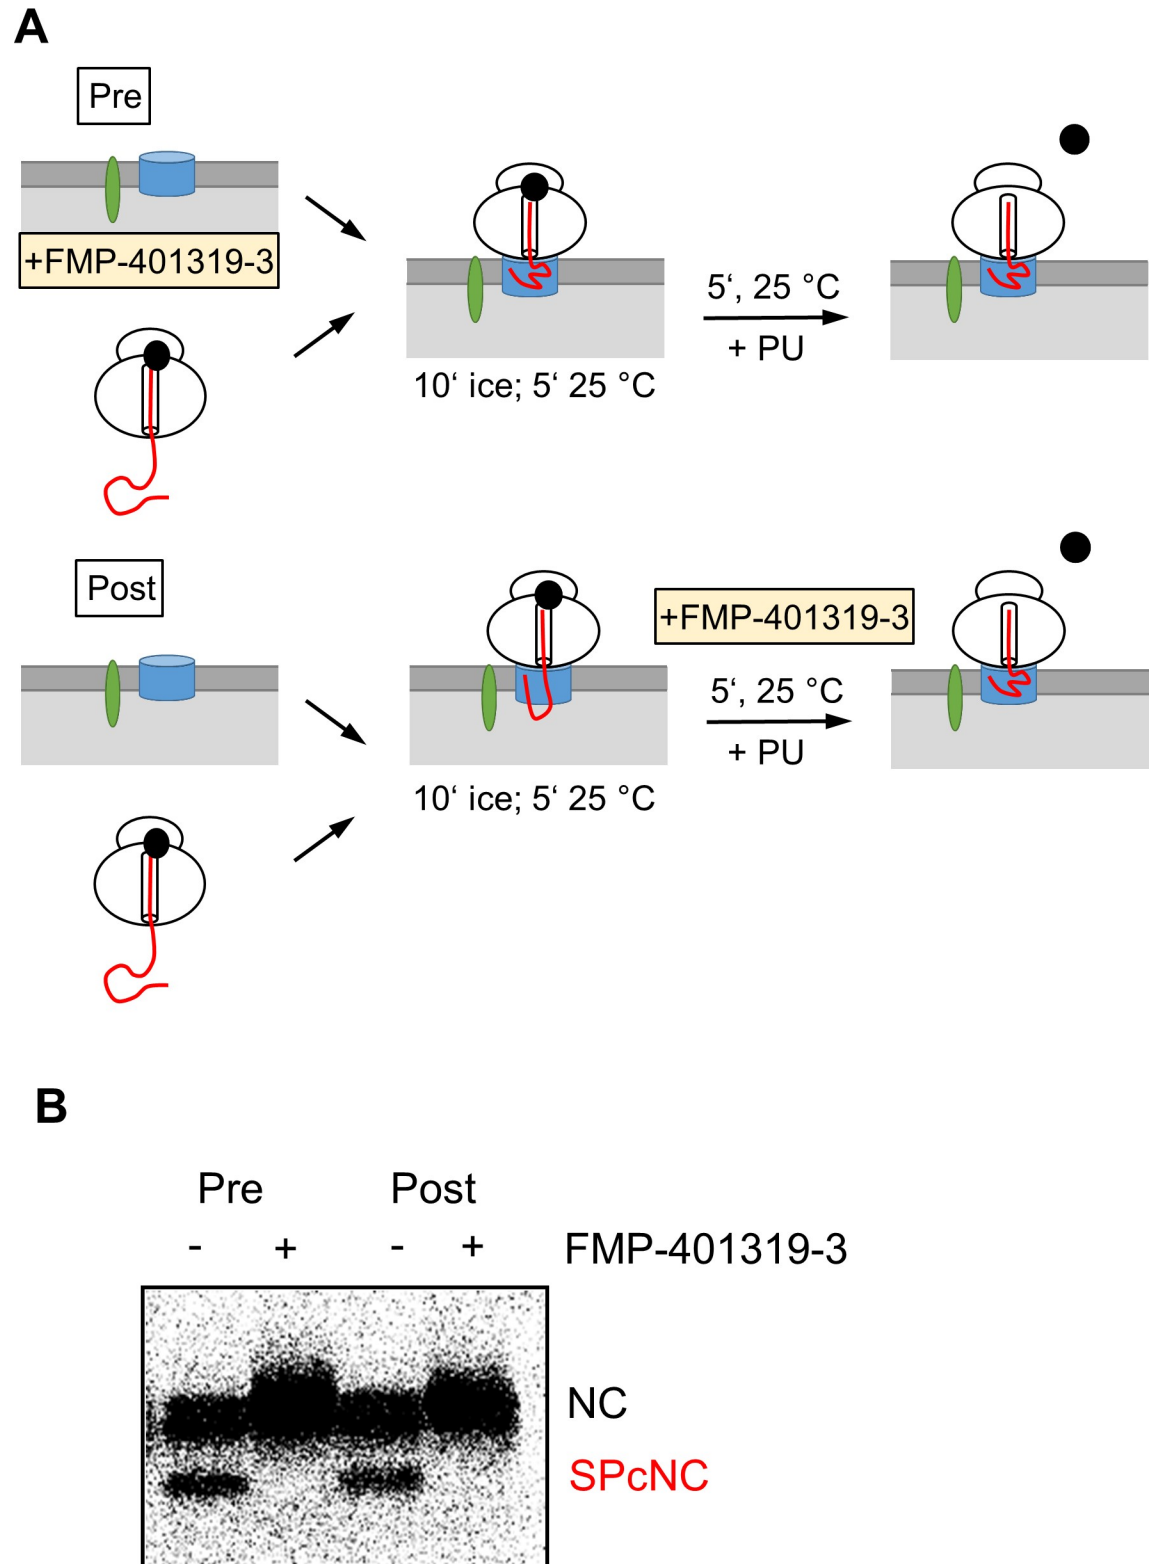 A
Pre
+FMP-401319-3
10‘ ice; 5‘ 25 °C
5‘, 25 °C
+ PU
Post
10‘ ice; 5‘ 25 °C
+FMP-401319-3
5‘, 25 °C
+ PU
B
Pre Post
- + - + FMP-401319-3
NC
SPcNC